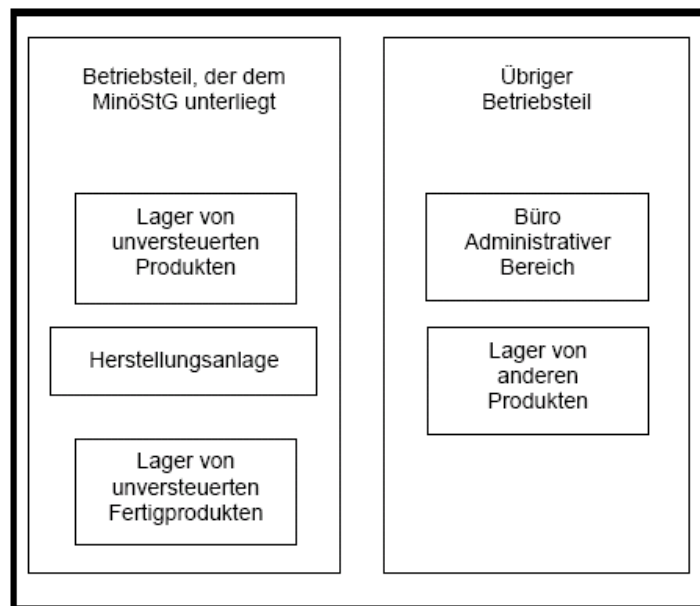 Betriebsteil, der dem
MinöStG unterliegt
Lager von
unversteuerten
Produkten
Herstellungsanlage
Lager von
unversteuerten
Fertigprodukten
Übriger
Betriebsteil
Büro
Administrativer
Bereich
Lager von
anderen
Produkten